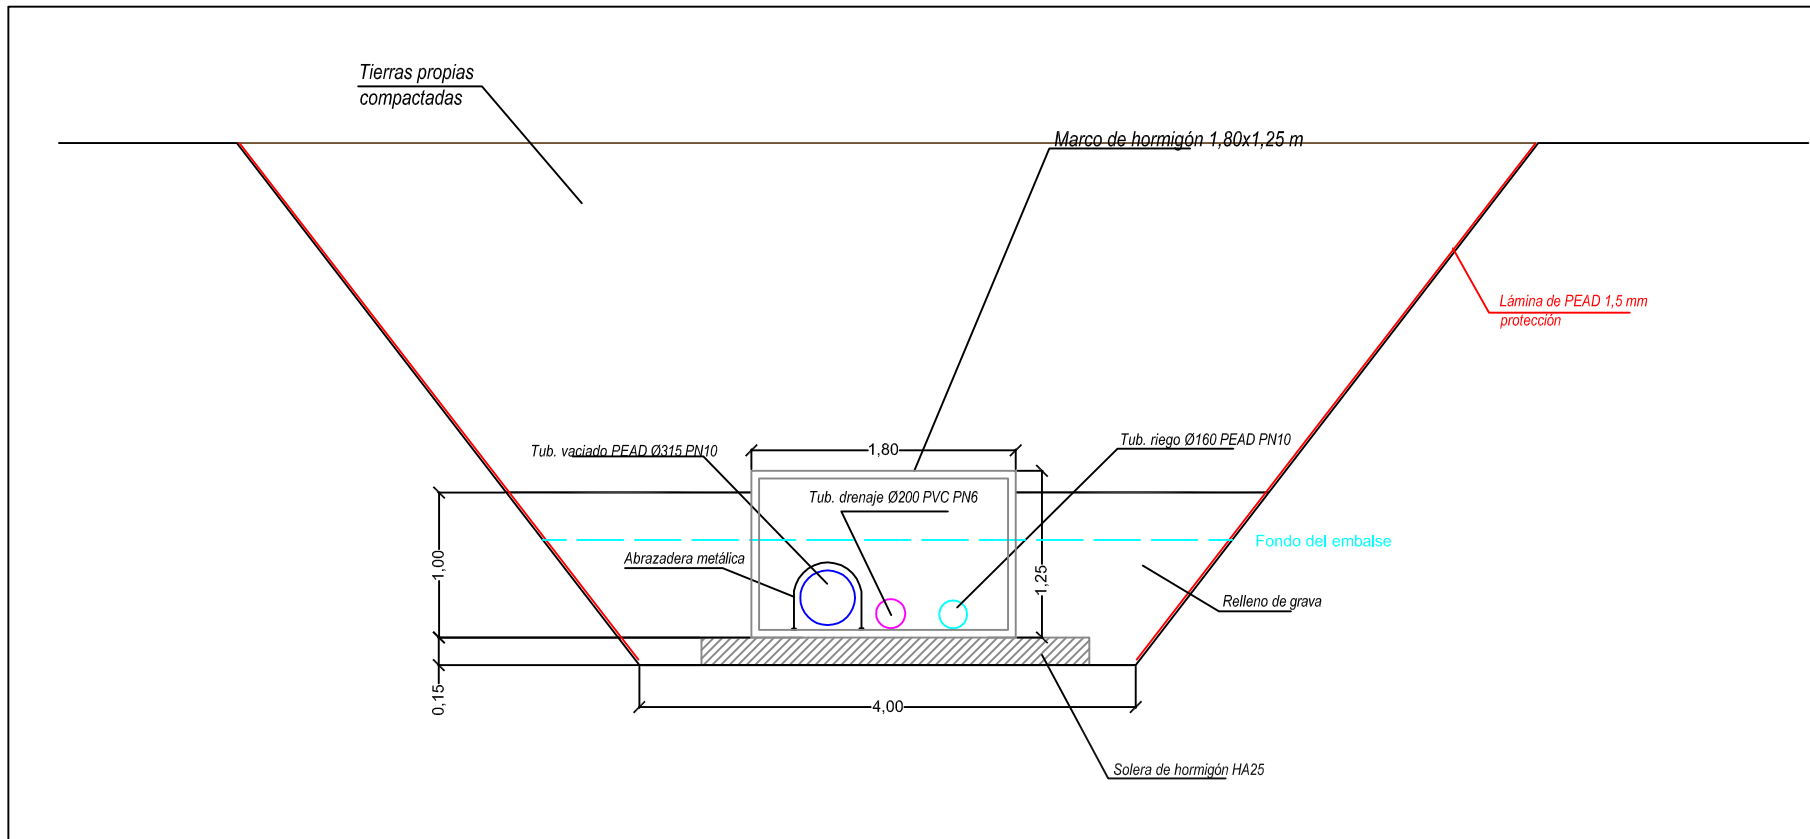 Tierras propias
compactadas
Marco de hormigón 1,80x1,25 m
Lámina de PEAD 1,5 mm
protección
Tub. vaciado PEAD Ø315 PN10
1,80
Tub. riego Ø160 PEAD PN10
Tub. drenaje Ø200 PVC PN6
Fondo del embalse
Abrazadera metálica
1,00
1,25
Relleno de grava
0,15
4,00
Solera de hormigón HA25